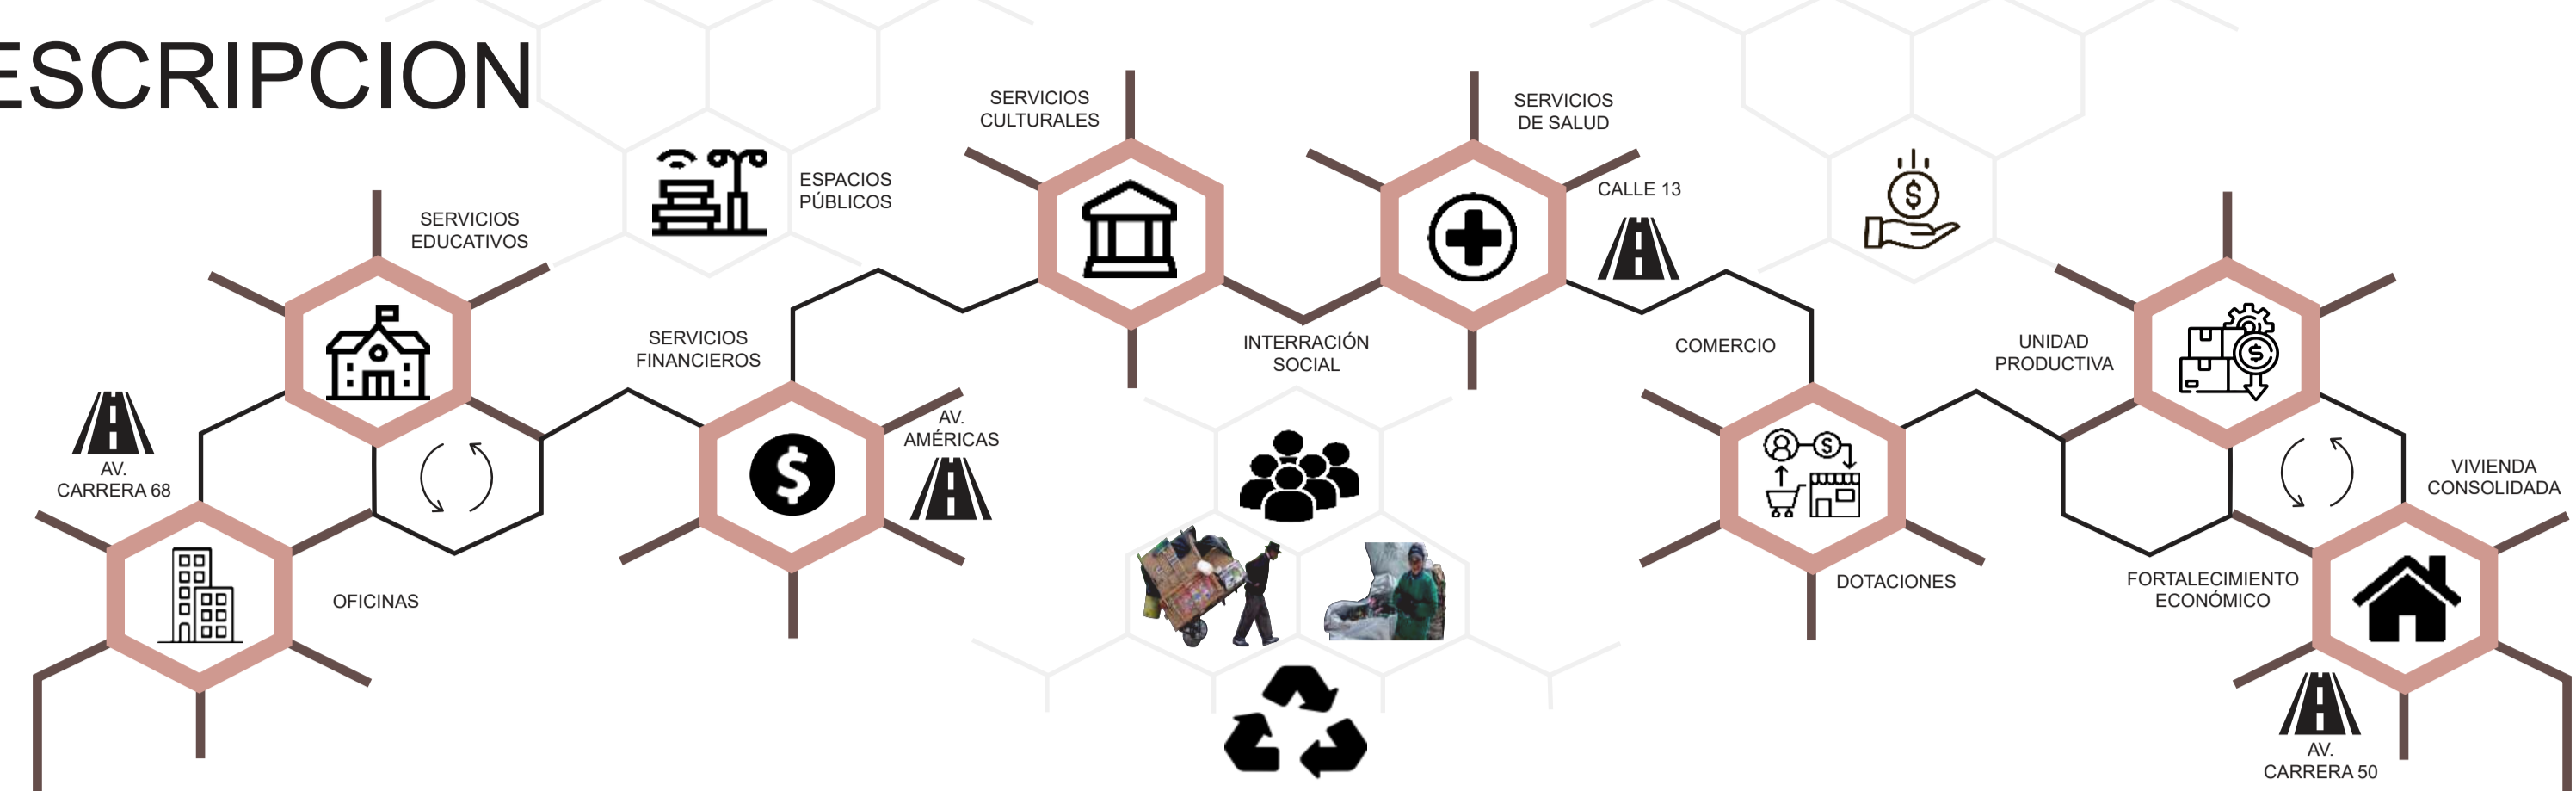 ESCRIPCION
SERVICIOS
EDUCATIVOS
ESPACIOS
PÚBLICOS
SERVICIOS
CULTURALES
SERVICIOS
DE SALUD
CALLE 13
AV.
CARRERA 68
OFICINAS
SERVICIOS
FINANCIEROS
AV.
AMÉRICAS
INTERRACIÓN
SOCIAL
COMERCIO
DOTACIONES
UNIDAD
PRODUCTIVA
FORTALECIMIENTO
ECONÓMICO
VIVIENDA
CONSOLIDADA
AV.
CARRERA 50